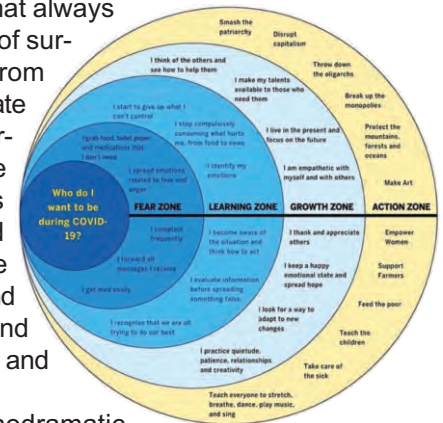 hat always
of sur-
rom
ate
r-
e
s
d
e
nd
nd
and
nedramatic
Smash the
patriarchy
Disrupt
capitalism
Throw down
the oligarchs
Break up the
monopolies
Protect the
mountains,
forests and
oceans
Make Art
I think of the others and
see how to help them
I make my talents
available to those who
need them
I live in the present and
focus on the future
I am empathetic with
myself and with others
I start to give up what I
can't control
I stop compulsively
consuming what hurts
me, from food to news
I identify my
emotions
I grab food, toilet paper
and medications that
I don't need
I spread emotions
related to fear and
anger
Who do I
want to be
during COVID-
19?
FEAR ZONE
LEARNING ZONE
GROWTH ZONE
ACTION ZONE
I complain
frequently
I forward all
messages I receive
I get mad easily
I become aware of
the situation and
think how to act
I evaluate information
before spreading
something false.
I recognise that we are all
trying to do our best
I thank and appreciate
others
I keep a happy
emotional state and
spread hope
I look for a way to
adapt to new
changes
I practice quietude,
patience, relationships
and creativity
Empower
Women
Support
Farmers
Feed the poor
Teach the
children
Take care of
the sick
Teach everyone to stretch,
breathe, dance, play music,
and sing